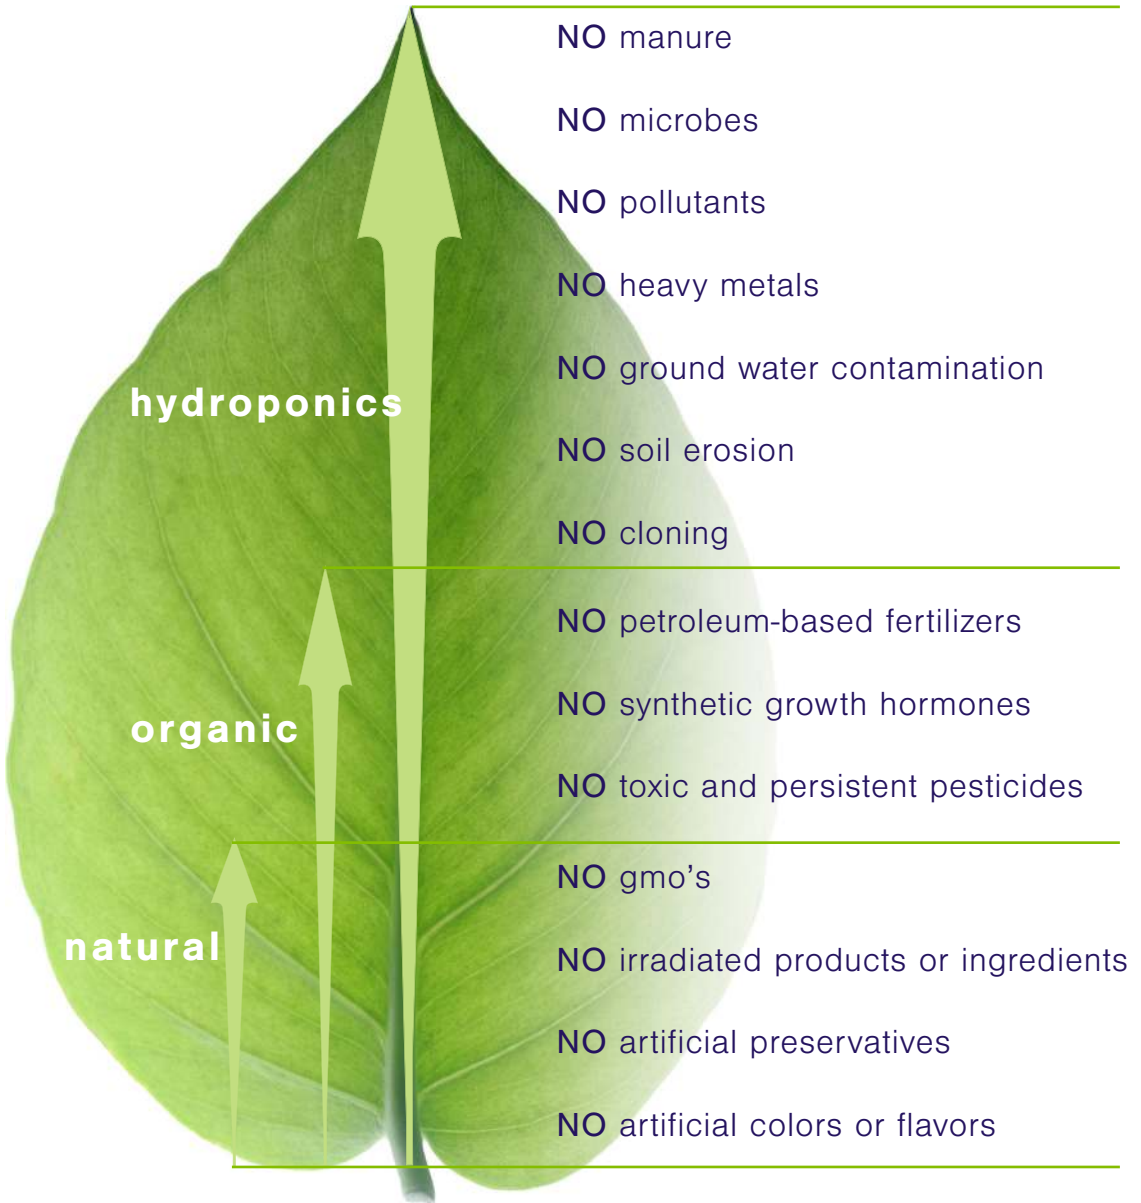 NO manure
NO microbes
NO pollutants
NO heavy metals
NO ground water contamination
hydroponics
NO soil erosion
NO cloning
NO petroleum-based fertilizers
NO synthetic growth hormones
organic
NO toxic and persistent pesticides
NO gmo's
natural
NO irradiated products or ingredients
NO artificial preservatives
NO artificial colors or flavors